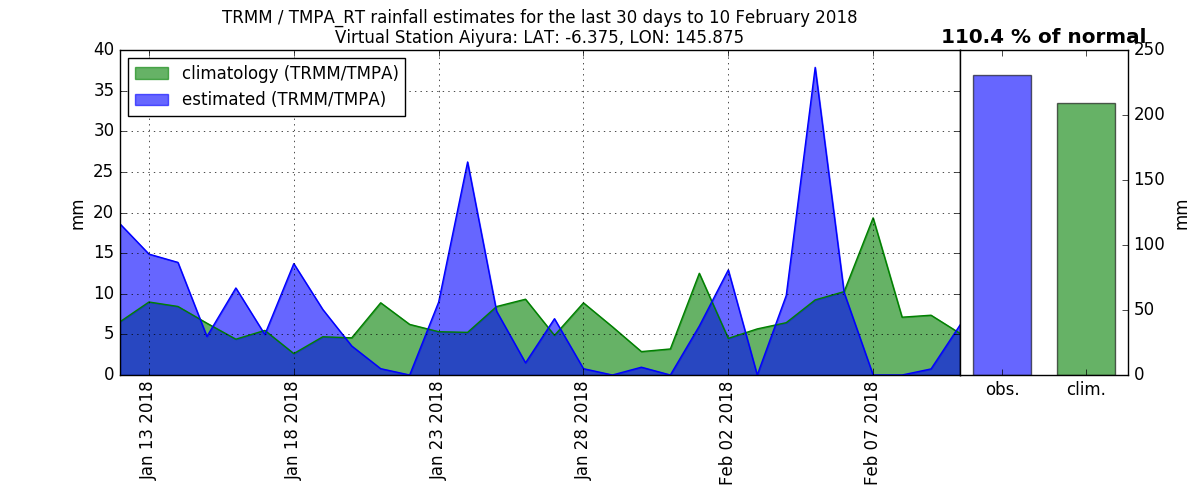 TRMM / TMPA_RT rainfall estimates for the last 30 days to 10 February 2018
Virtual Station Aiyura: LAT: -6.375, LON: 145.875
110.4 % of normal
climatology (TRMM/TMPA)
estimated (TRMM/TMPA)
mm
40
35
30
25
20
15
10
5
0
Jan 13 2018
Jan 18 2018
Jan 23 2018
Jan 28 2018
Feb 02 2018
Feb 07 2018
obs.
clim.
250
200
150
100
50
0
mm